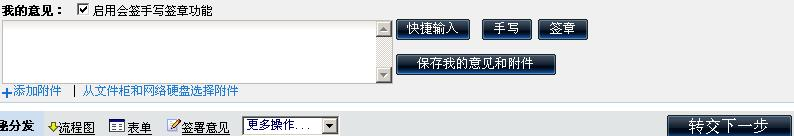 我的意见： 启用会签手写签章功能
快捷输入 手写 签章
保存我的意见和附件
添加附件 | 从文件柜和网络硬盘选择附件
分发 流程图 表单 签署意见 更多操作... 转交下一步